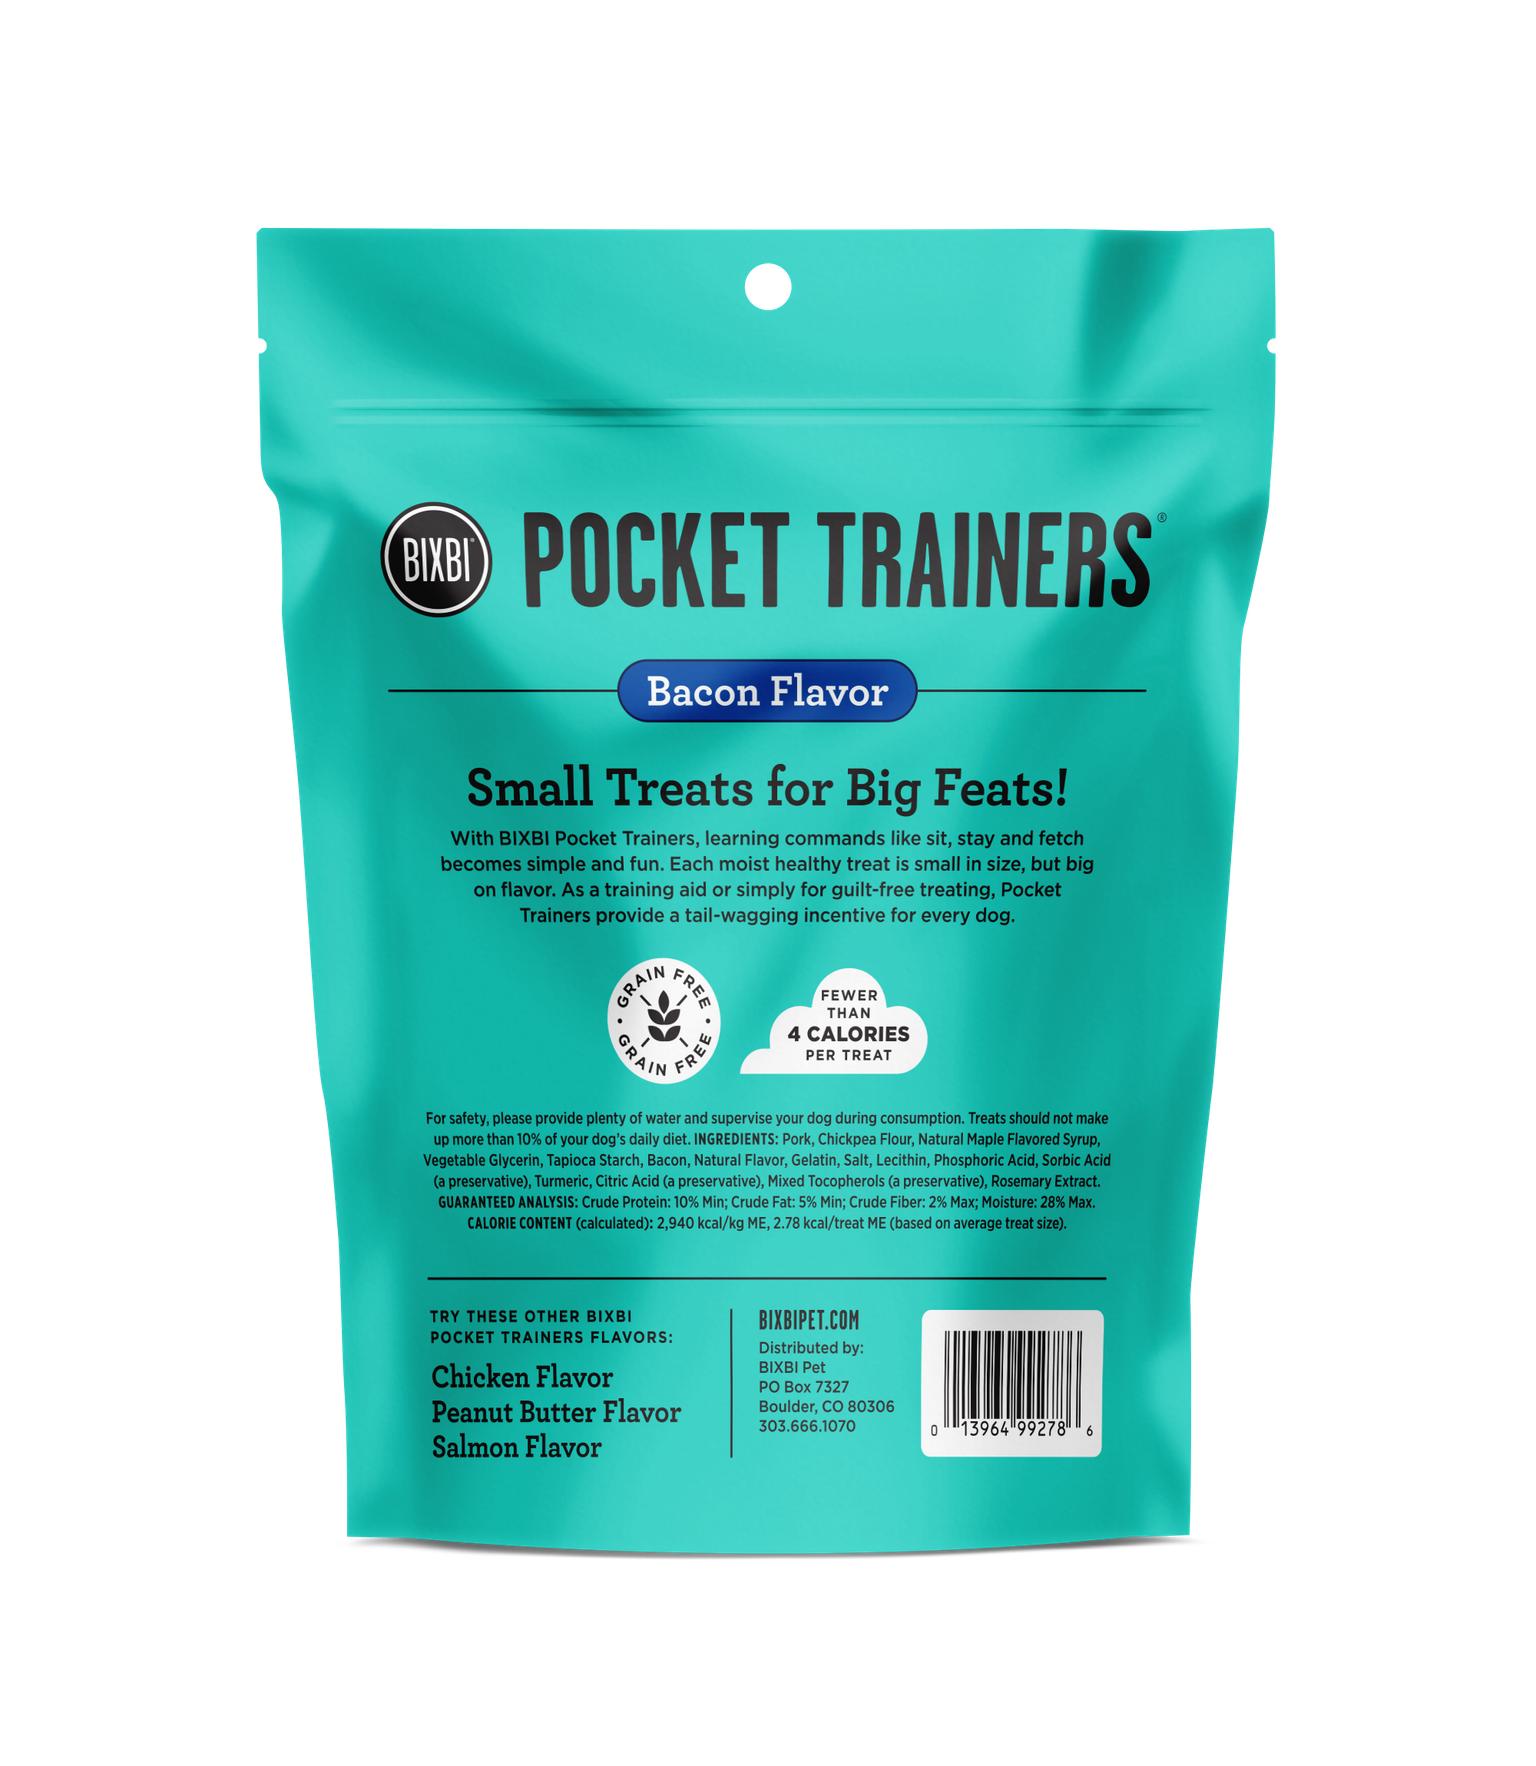 BIXBI®
POCKET TRAINERS®
Bacon Flavor
Small Treats for Big Feats!
With BIXBI Pocket Trainers, learning commands like sit, stay and fetch
becomes simple and fun. Each moist healthy treat is small in size, but big
on flavor. As a training aid or simply for guilt-free treating, Pocket
Trainers provide a tail-wagging incentive for every dog.
• GRAIN FREE •
GRAIN FREE
FEWER
THAN
4 CALORIES
PER TREAT
For safety, please provide plenty of water and supervise your dog during consumption. Treats should not make
up more than 10% of your dog's daily diet. INGREDIENTS: Pork, Chickpea Flour, Natural Maple Flavored Syrup,
Vegetable Glycerin, Tapioca Starch, Bacon, Natural Flavor, Gelatin, Salt, Lecithin, Phosphoric Acid, Sorbic Acid
(a preservative), Turmeric, Citric Acid (a preservative), Mixed Tocopherols (a preservative), Rosemary Extract.
GUARANTEED ANALYSIS: Crude Protein: 10% Min; Crude Fat: 5% Min; Crude Fiber: 2% Max; Moisture: 28% Max.
CALORIE CONTENT (calculated): 2,940 kcal/kg ME, 2.78 kcal/treat ME (based on average treat size).
TRY THESE OTHER BIXBI
POCKET TRAINERS FLAVORS:
Chicken Flavor
Peanut Butter Flavor
Salmon Flavor
BIXBIPET.COM
Distributed by:
BIXBI Pet
PO Box 7327
Boulder, CO 80306
303.666.1070
0 13964 99278 6